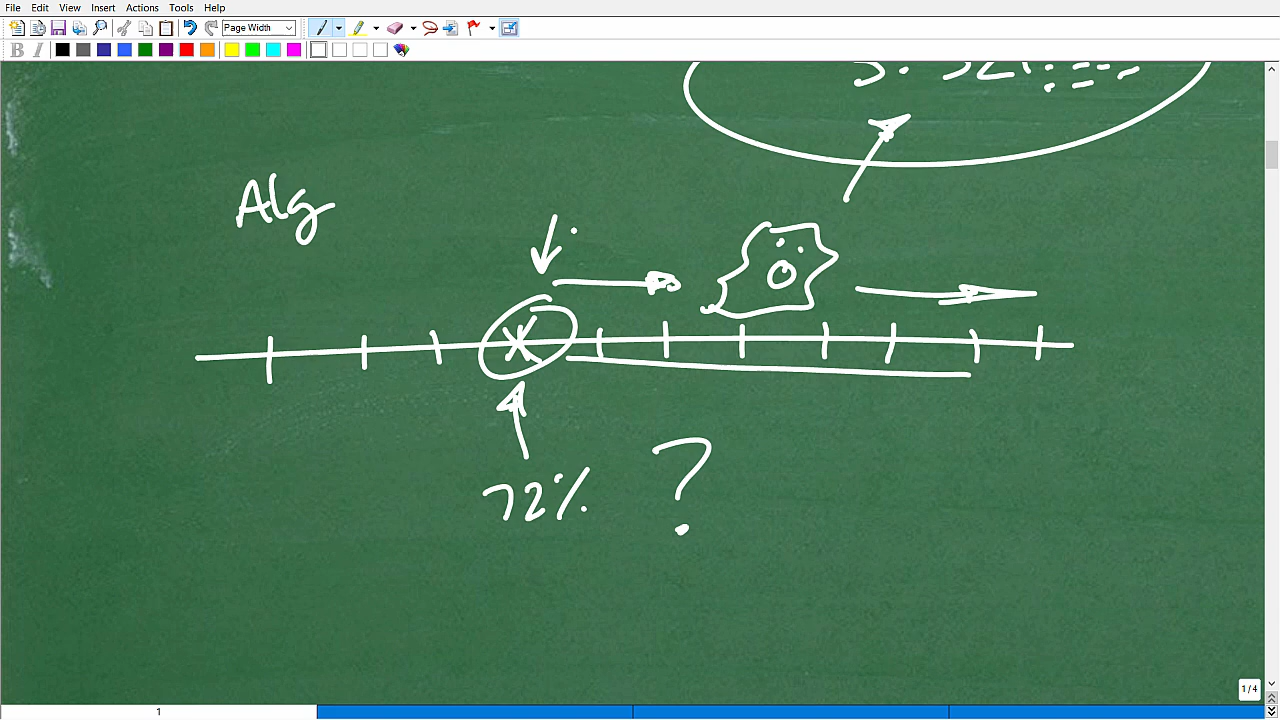 File Edit View Insert Actions Tools Help
Page Width
B I
Alg
72%
?
1/4
1